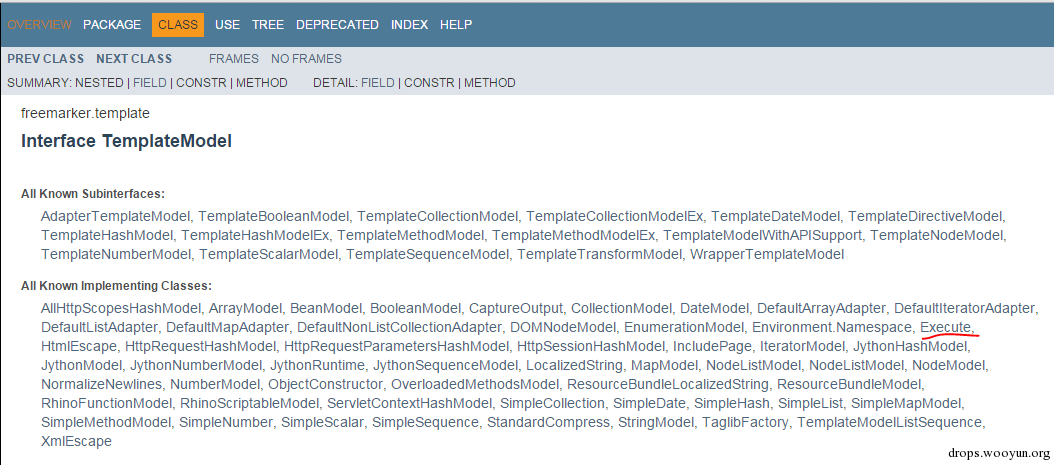 OVERVIEW PACKAGE CLASS USE TREE DEPRECATED INDEX HELP
PREV CLASS NEXT CLASS FRAMES NO FRAMES
SUMMARY: NESTED | FIELD | CONSTR | METHOD DETAIL: FIELD | CONSTR | METHOD
freemarker.template
Interface TemplateModel
All Known Subinterfaces:
AdapterTemplateModel, TemplateBooleanModel, TemplateCollectionModel, TemplateCollectionModelEx, TemplateDateModel, TemplateDirectiveModel,
TemplateHashModel, TemplateHashModelEx, TemplateMethodModel, TemplateMethodModelEx, TemplateModelWithAPISupport, TemplateNodeModel,
TemplateNumberModel, TemplateScalarModel, TemplateSequenceModel, TemplateTransformModel, WrapperTemplateModel
All Known Implementing Classes:
AllHttpScopesHashModel, ArrayModel, BeanModel, BooleanModel, CaptureOutput, CollectionModel, DateModel, DefaultArrayAdapter, DefaultIteratorAdapter,
DefaultListAdapter, DefaultMapAdapter, DefaultNonListCollectionAdapter, DOMNodeModel, EnumerationModel, Environment.Namespace, Execute,
HtmlEscape, HttpRequestHashModel, HttpRequestParametersHashModel, HttpSessionHashModel, IncludePage, IteratorModel, JythonHashModel,
JythonModel, JythonNumberModel, JythonRuntime, JythonSequenceModel, LocalizedString, MapModel, NodeListModel, NodeListModel, NodeModel,
NormalizeNewlines, NumberModel, ObjectConstructor, OverloadedMethodsModel, ResourceBundleLocalizedString, ResourceBundleModel,
RhinoFunctionModel, RhinoScriptableModel, ServletContextHashModel, SimpleCollection, SimpleDate, SimpleHash, SimpleList, SimpleMapModel,
SimpleMethodModel, SimpleNumber, SimpleScalar, SimpleSequence, StandardCompress, StringModel, TaglibFactory, TemplateModelListSequence,
XmlEscape
drops.wooyun.org